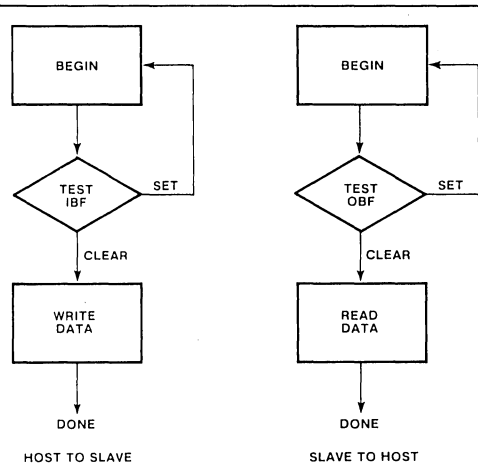 BEGIN
TEST
IBF
SET
CLEAR
WRITE
DATA
DONE
HOST TO SLAVE
BEGIN
TEST
OBF
SET
CLEAR
READ
DATA
DONE
SLAVE TO HOST